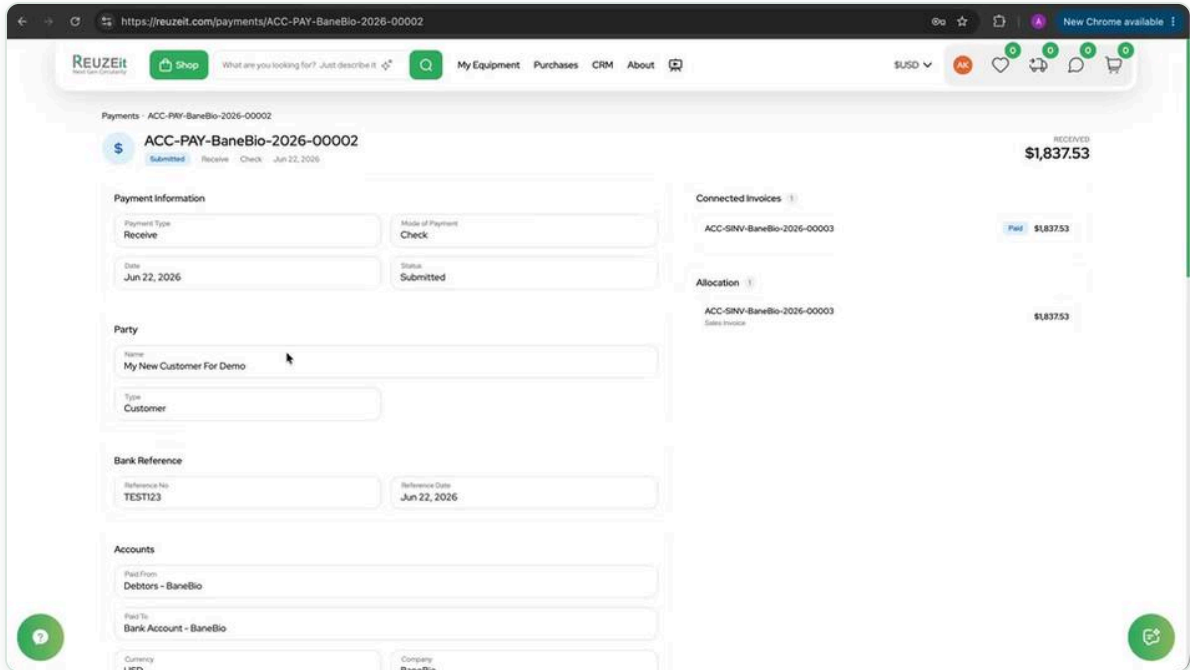 https://reuzeit.com/payments/ACC-PAY-BaneBio-2026-00002
A
New Chrome available
REUZEit
Next Gen Circularity
Shop
What are you looking for? Just describe it
My Equipment
Purchases
CRM
About
$USD
AK
0
0
0
0
Payments · ACC-PAY-BaneBio-2026-00002
$
ACC-PAY-BaneBio-2026-00002
Submitted Receive Check Jun 22, 2026
RECEIVED
$1,837.53
Payment Information
Payment Type
Receive
Mode of Payment
Check
Date
Jun 22, 2026
Status
Submitted
Party
Name
My New Customer For Demo
Type
Customer
Bank Reference
Reference No
TEST123
Reference Date
Jun 22, 2026
Accounts
Paid From
Debtors - BaneBio
Paid To
Bank Account - BaneBio
Currency
USD
Company
BaneBio
Connected Invoices 1
ACC-SINV-BaneBio-2026-00003
Paid $1,837.53
Allocation 1
ACC-SINV-BaneBio-2026-00003
Sales Invoice
$1,837.53